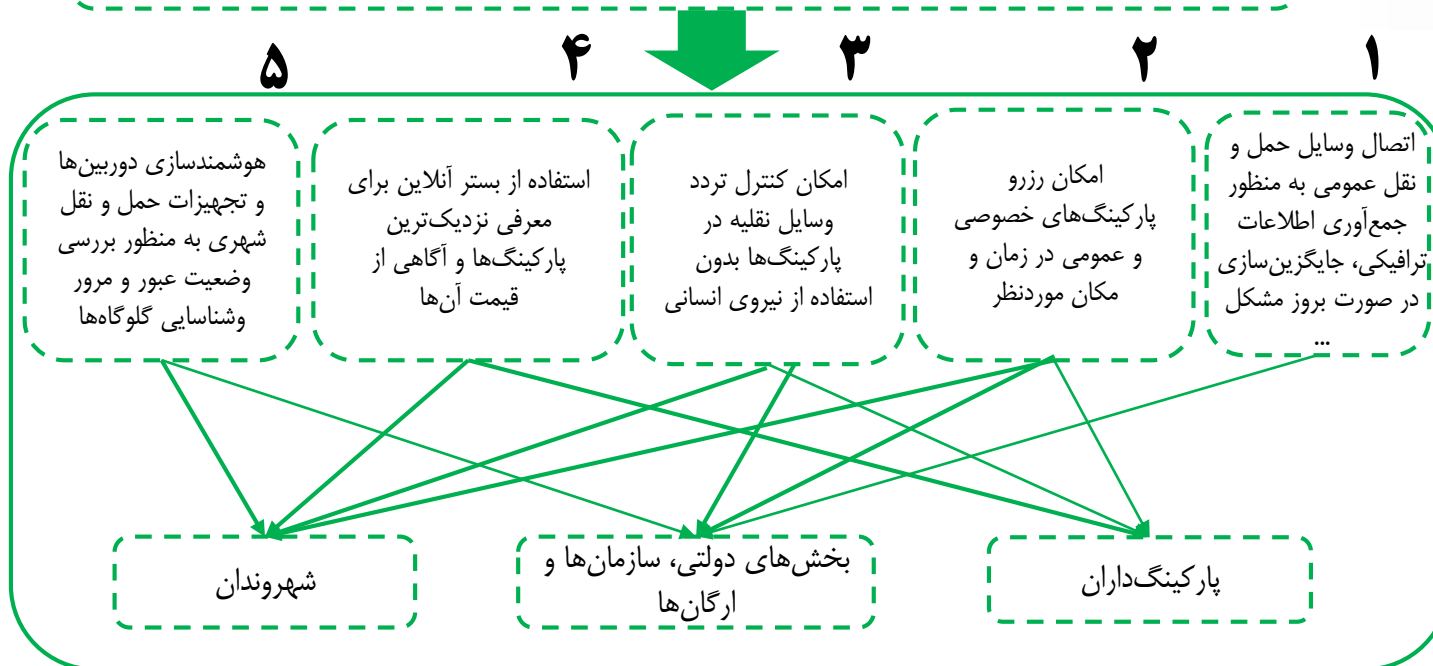 ۱
۲
۳
۴
۵
اتصال وسایل حمل و
نقل عمومی به منظور
جمع‌آوری اطلاعات
ترافیکی، جایگزین‌سازی
در صورت بروز مشکل
...
امکان رزرو
پارکینگ‌های خصوصی
و عمومی در زمان و
مکان موردنظر
امکان کنترل تردد
وسایل نقلیه در
پارکینگ‌ها بدون
استفاده از نیروی انسانی
استفاده از بستر آنلاین برای
معرفی نزدیک‌ترین
پارکینگ‌ها و آگاهی از
قیمت آن‌ها
هوشمندسازی دوربین‌ها
و تجهیزات حمل و نقل
شهری به منظور بررسی
وضعیت عبور و مرور
وشناسایی گلوگاه‌ها
پارکینگ‌داران
بخش‌های دولتی، سازمان‌ها و
ارگان‌ها
شهروندان